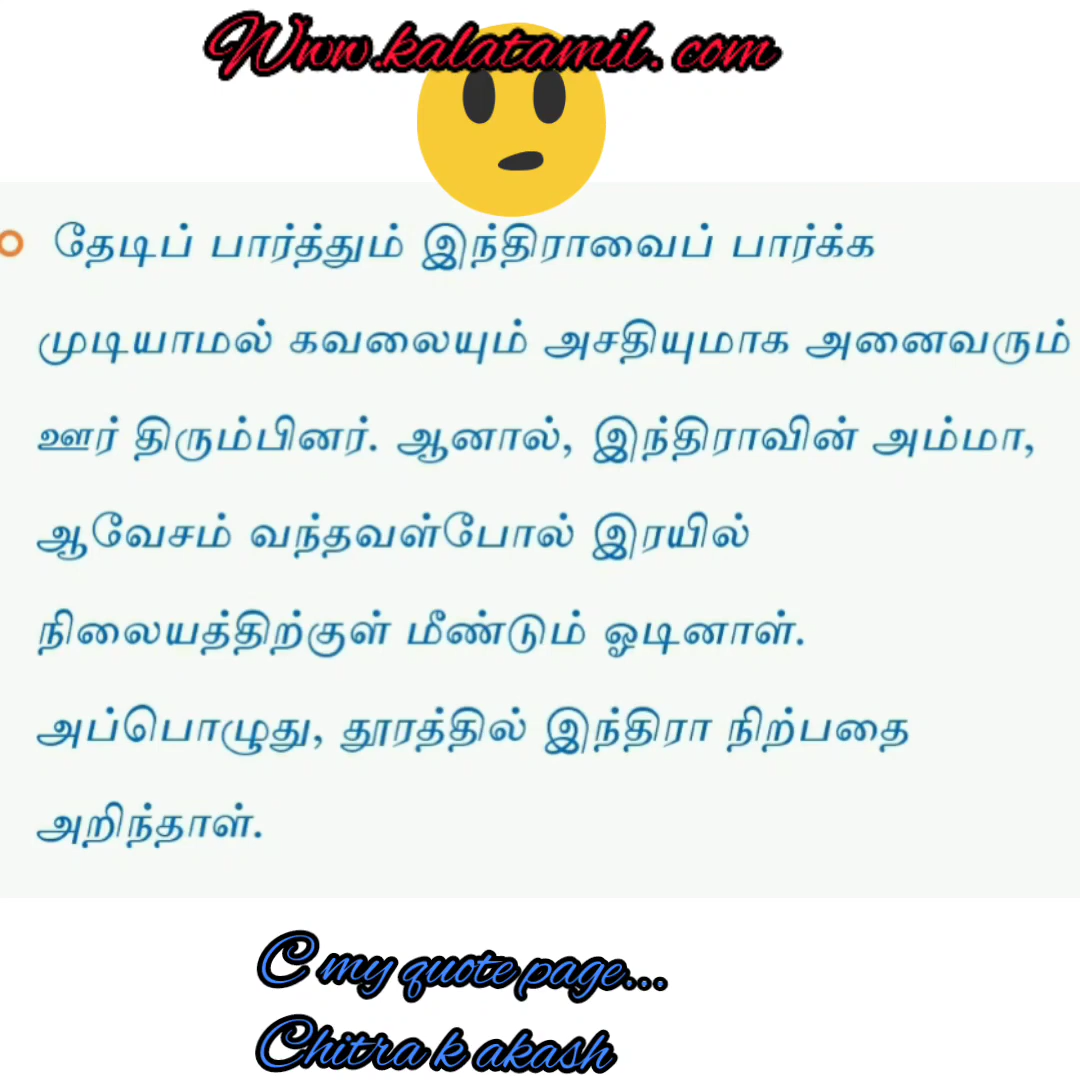 Www.kalatamil.com
தேடிப் பார்த்தும் இந்திராவைப் பார்க்க
முடியாமல் கவலையும் அசதியுமாக அனைவரும்
ஊர் திரும்பினர். ஆனால், இந்திராவின் அம்மா,
ஆவேசம் வந்தவள்போல் இரயில்
நிலையத்திற்குள் மீண்டும் ஓடினாள்.
அப்பொழுது, தூரத்தில் இந்திரா நிற்பதை
அறிந்தாள்.
C my quote page...
Chitra k akash